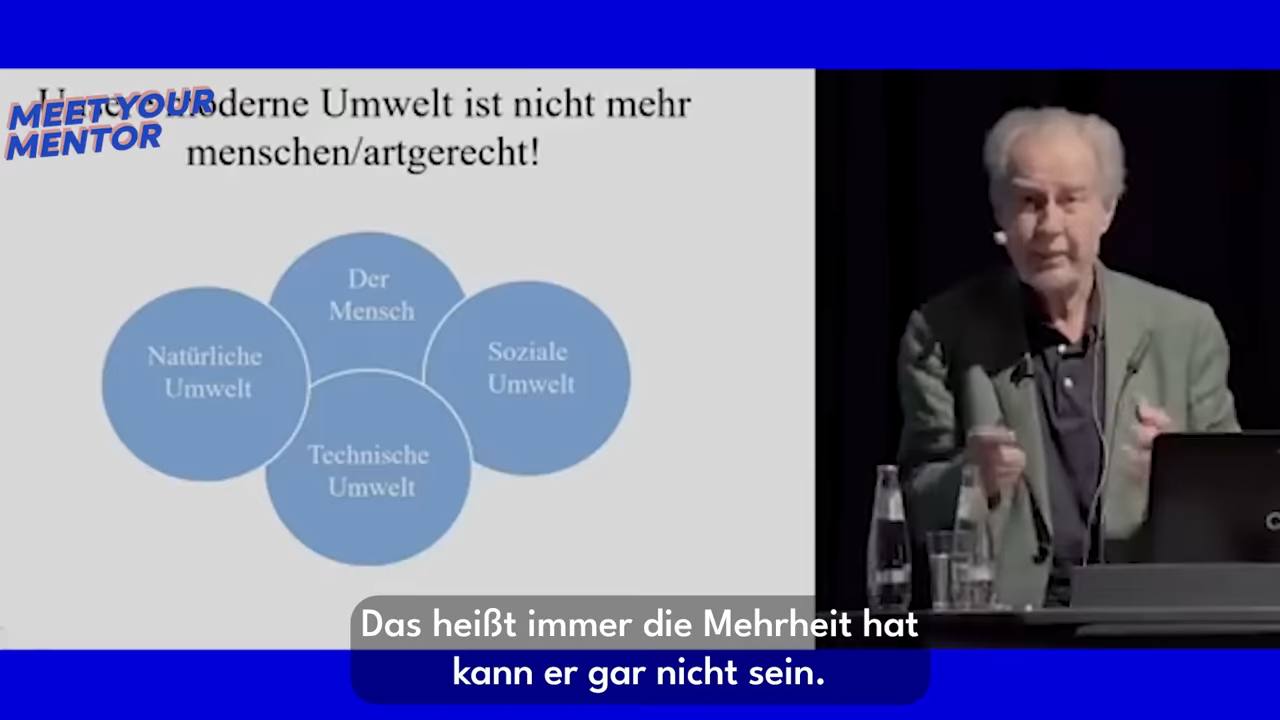 moderne Umwelt ist nicht mehr
menschen/artgerecht!
MEET YOUR
MENTOR
Der
Mensch
Natürliche
Umwelt
Soziale
Umwelt
Technische
Umwelt
Das heißt immer die Mehrheit hat
kann er gar nicht sein.